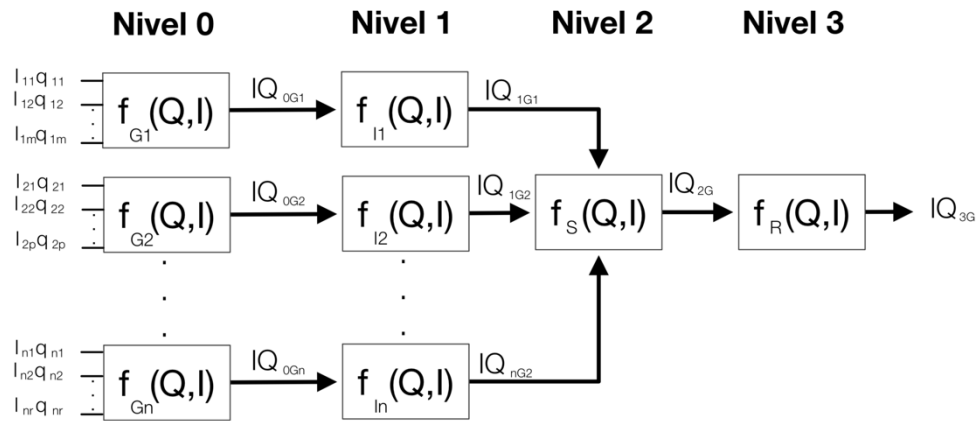 Nivel 0 Nivel 1 Nivel 2 Nivel 3
I11q11
I12q12
I1mq1m
fG1(Q,I)
IQ0G1
fI1(Q,I)
IQ1G1
I21q21
I22q22
I2pq2p
fG2(Q,I)
IQ0G2
fI2(Q,I)
IQ1G2
fS(Q,I)
IQ2G
fR(Q,I)
IQ3G
In1qn1
In2qn2
Inrqnr
fGn(Q,I)
IQ0Gn
fIn(Q,I)
IQnG2